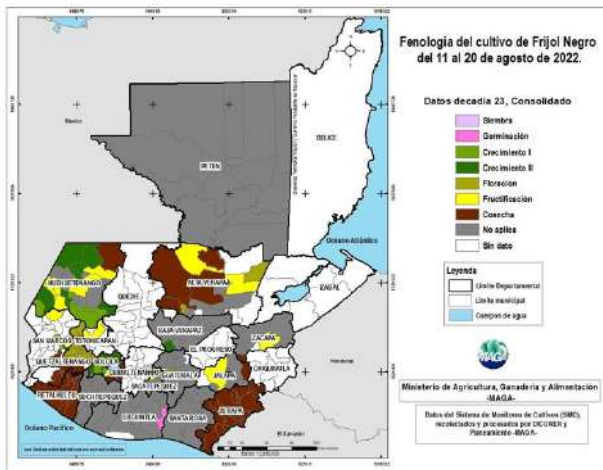 Fenología del cultivo de Frijol Negro
del 11 al 20 de agosto de 2022.
Datos decadía 23, Consolidado
Siembra
Germinación
Crecimiento I
Crecimiento III
Floracion
Fructificación
Cosecha
No aplica
Sin dato
Leyenda
Límite Departamental
Límite municipal
Cuerpos de agua
MAGA
Ministerio de Agricultura, Ganadería y Alimentación
-MAGA-
Datos del Sistema de Monitoreo de Cultivos (SMC),
recolectados y procesados por DICORER y
Planeamiento -MAGA-
Mexico
BELICE
PETEN
Océano Atlántico
HUEHUETENANGO
QUICHE
ALTA VERAPAZ
IZABAL
BAJA VERAPAZ
ZACAPA
SAN MARCOS
TOTONICAPAN
EL PROGRESO
QUETZALTENANGO
SOLOLA
CHIMALTENANGO
GUATEMALA
JALAPA
CHIQUIMULA
Honduras
SACATEPEQUEZ
RETALHULEU
SUCHITEPEQUEZ
ESCUINTLA
SANTA ROSA
JUTIAPA
Océano Pacífico
El Salvador